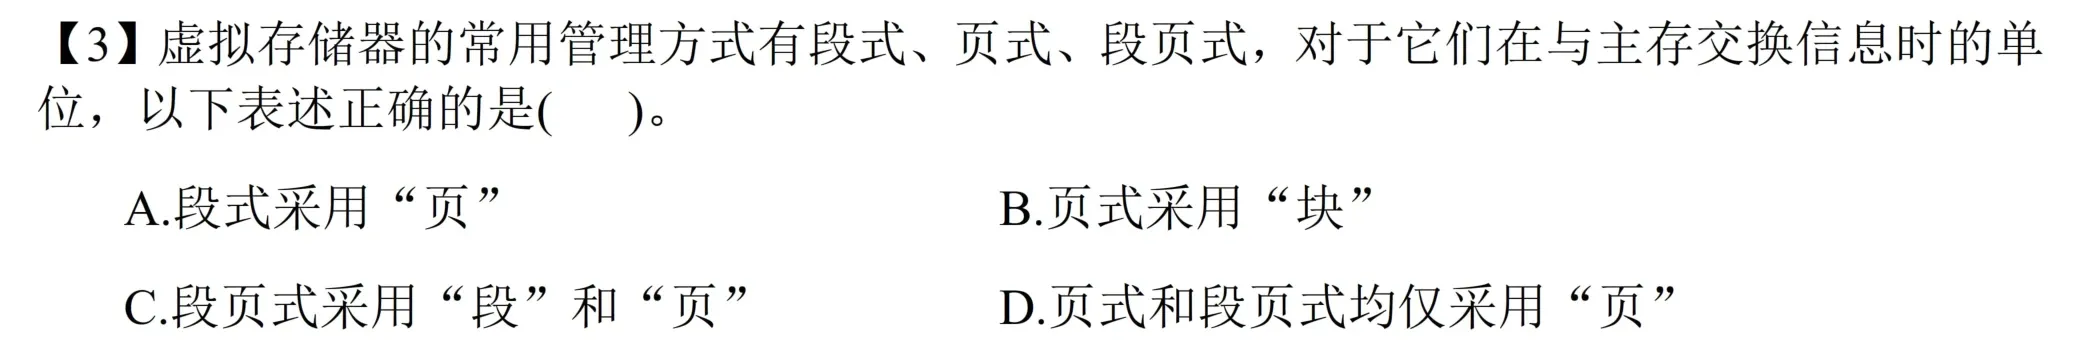 【3】虚拟存储器的常用管理方式有段式、页式、段页式，对于它们在与主存交换信息时的单
位，以下表述正确的是(    )。
A.段式采用“页”
B.页式采用“块”
C.段页式采用“段”和“页”
D.页式和段页式均仅采用“页”